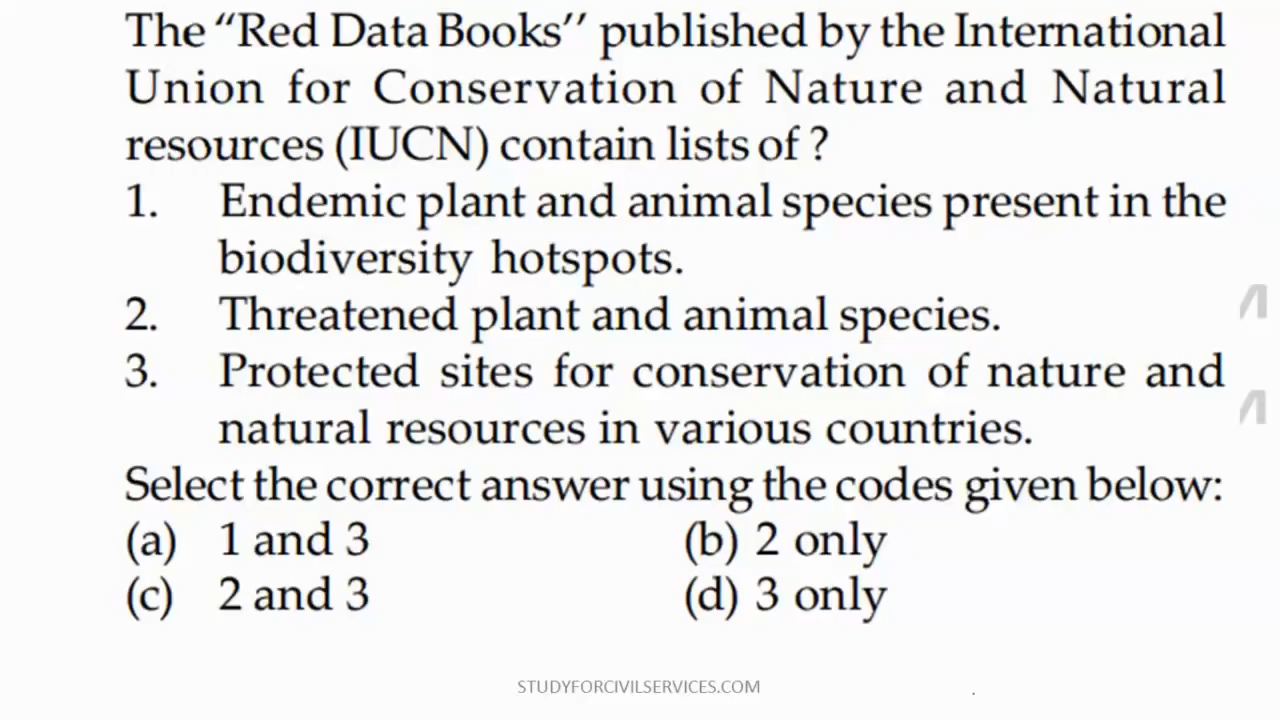 The “Red Data Books’’ published by the International
Union for Conservation of Nature and Natural
resources (IUCN) contain lists of ?
1. Endemic plant and animal species present in the
biodiversity hotspots.
2. Threatened plant and animal species.
3. Protected sites for conservation of nature and
natural resources in various countries.
Select the correct answer using the codes given below:
(a) 1 and 3 (b) 2 only
(c) 2 and 3 (d) 3 only
STUDYFORCIVILSERVICES.COM .